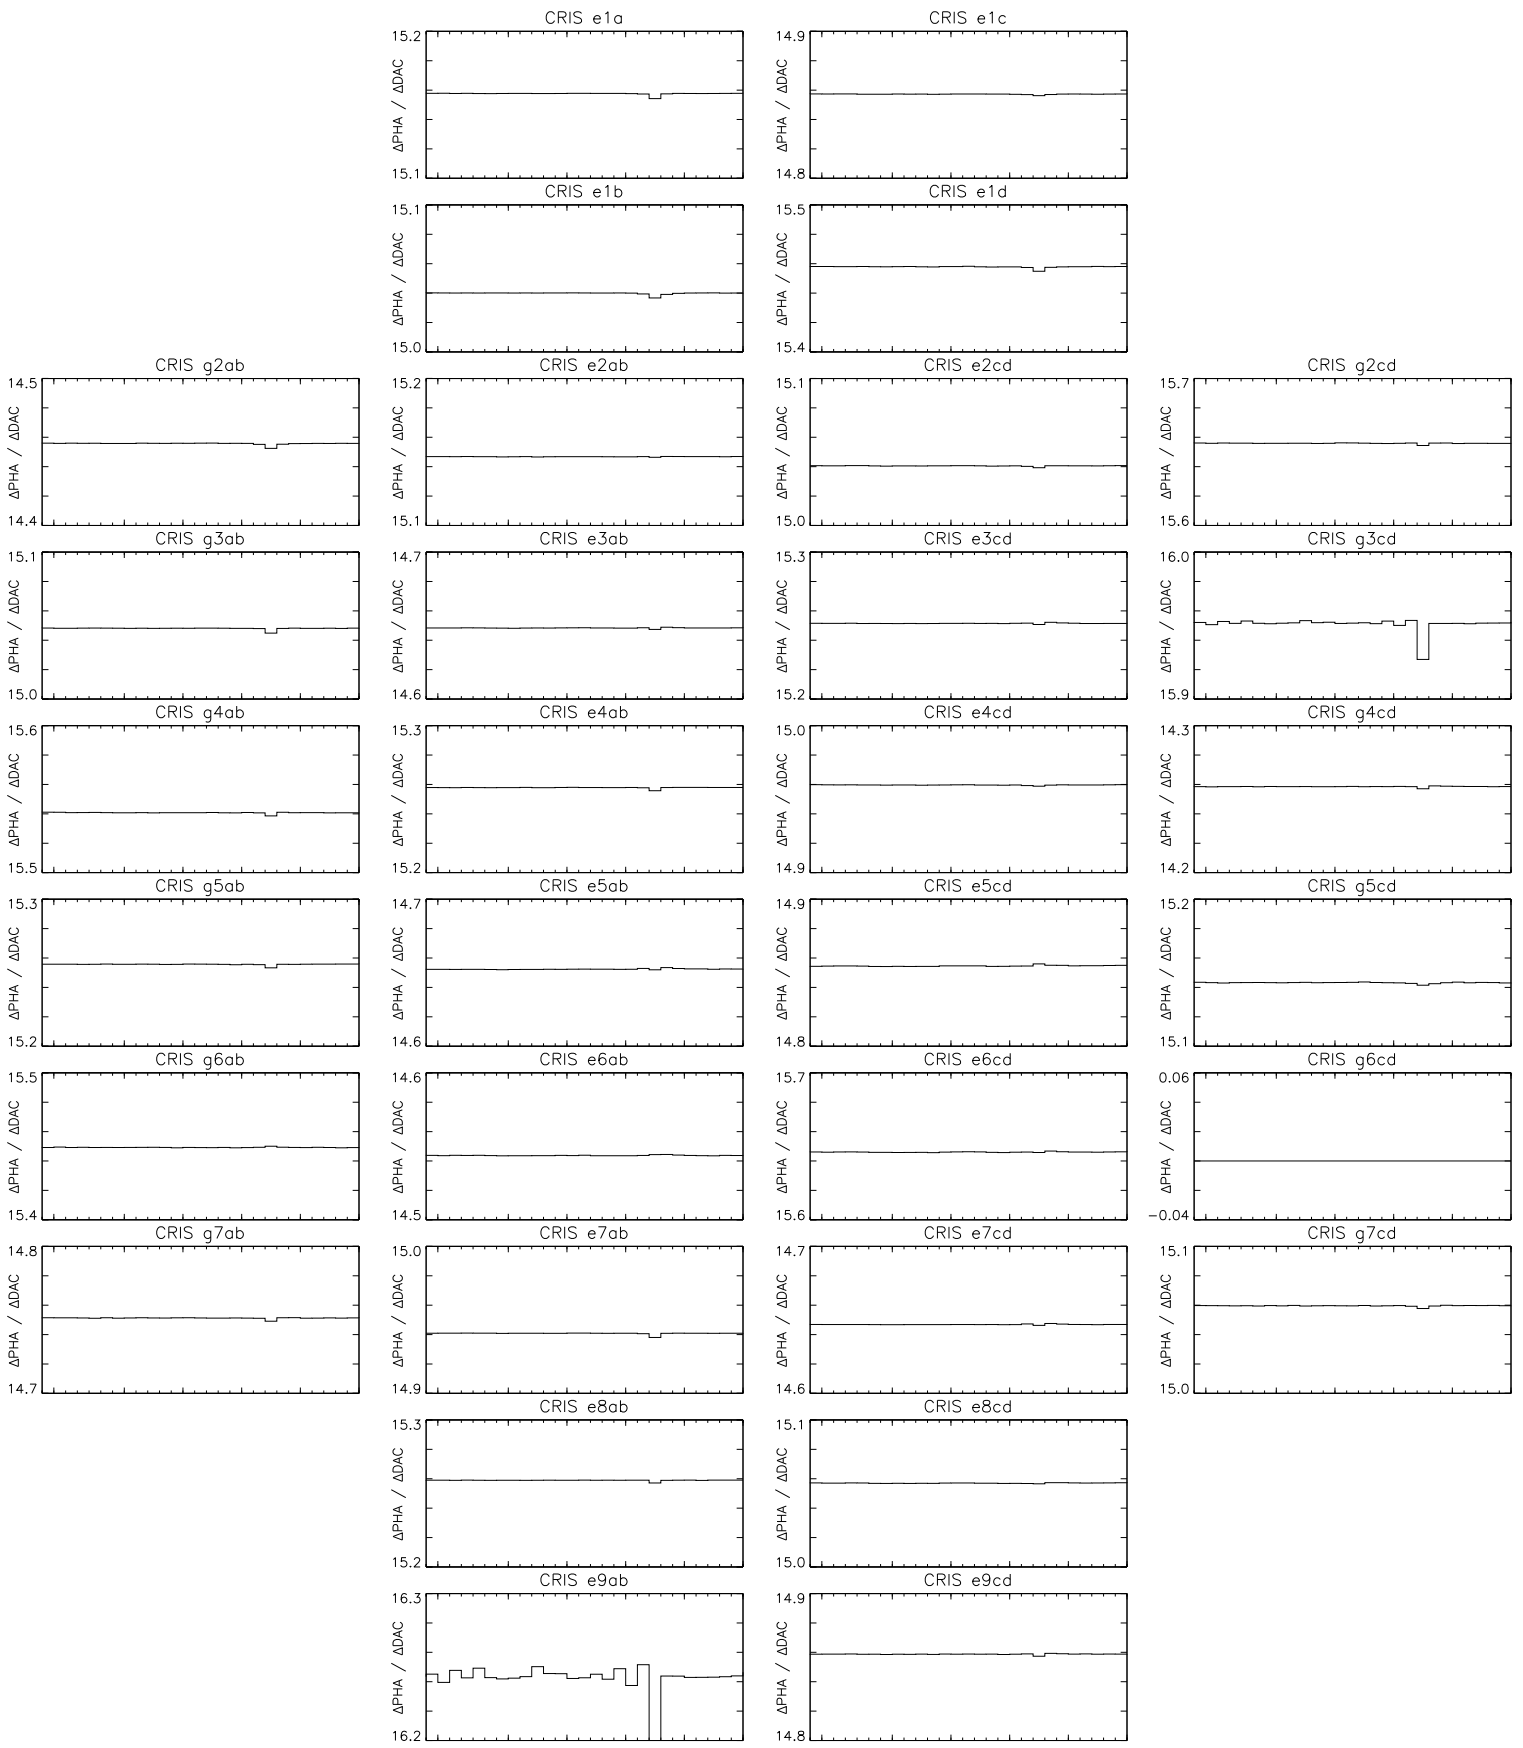 CRIS e1a
15.2
ΔPHA / ΔDAC
15.1
CRIS e1c
14.9
ΔPHA / ΔDAC
14.8
CRIS e1b
15.1
ΔPHA / ΔDAC
15.0
CRIS e1d
15.5
ΔPHA / ΔDAC
15.4
CRIS g2ab
14.5
ΔPHA / ΔDAC
14.4
CRIS e2ab
15.2
ΔPHA / ΔDAC
15.1
CRIS e2cd
15.1
ΔPHA / ΔDAC
15.0
CRIS g2cd
15.7
ΔPHA / ΔDAC
15.6
CRIS g3ab
15.1
ΔPHA / ΔDAC
15.0
CRIS e3ab
14.7
ΔPHA / ΔDAC
14.6
CRIS e3cd
15.3
ΔPHA / ΔDAC
15.2
CRIS g3cd
16.0
ΔPHA / ΔDAC
15.9
CRIS g4ab
15.6
ΔPHA / ΔDAC
15.5
CRIS e4ab
15.3
ΔPHA / ΔDAC
15.2
CRIS e4cd
15.0
ΔPHA / ΔDAC
14.9
CRIS g4cd
14.3
ΔPHA / ΔDAC
14.2
CRIS g5ab
15.3
ΔPHA / ΔDAC
15.2
CRIS e5ab
14.7
ΔPHA / ΔDAC
14.6
CRIS e5cd
14.9
ΔPHA / ΔDAC
14.8
CRIS g5cd
15.2
ΔPHA / ΔDAC
15.1
CRIS g6ab
15.5
ΔPHA / ΔDAC
15.4
CRIS e6ab
14.6
ΔPHA / ΔDAC
14.5
CRIS e6cd
15.7
ΔPHA / ΔDAC
15.6
CRIS g6cd
0.06
ΔPHA / ΔDAC
−0.04
CRIS g7ab
14.8
ΔPHA / ΔDAC
14.7
CRIS e7ab
15.0
ΔPHA / ΔDAC
14.9
CRIS e7cd
14.7
ΔPHA / ΔDAC
14.6
CRIS g7cd
15.1
ΔPHA / ΔDAC
15.0
CRIS e8ab
15.3
ΔPHA / ΔDAC
15.2
CRIS e8cd
15.1
ΔPHA / ΔDAC
15.0
CRIS e9ab
16.3
ΔPHA / ΔDAC
16.2
CRIS e9cd
14.9
ΔPHA / ΔDAC
14.8